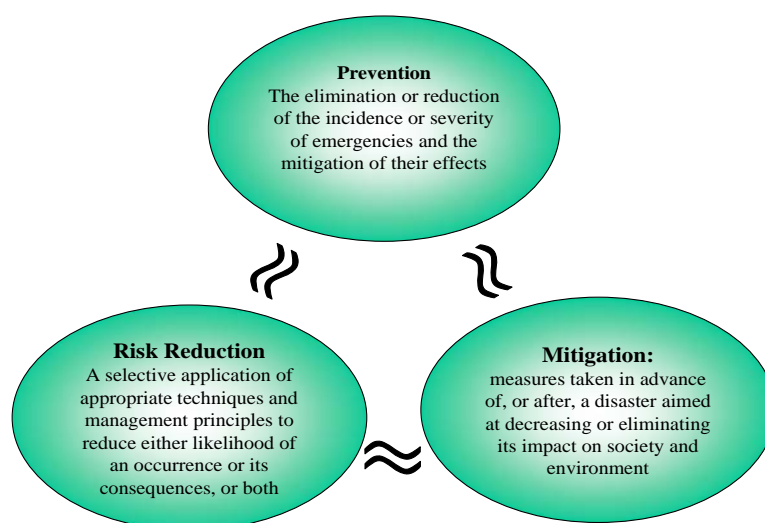 Prevention
The elimination or reduction
of the incidence or severity
of emergencies and the
mitigation of their effects
Risk Reduction
A selective application of
appropriate techniques and
management principles to
reduce either likelihood of
an occurrence or its
consequences, or both
Mitigation:
measures taken in advance
of, or after, a disaster aimed
at decreasing or eliminating
its impact on society and
environment